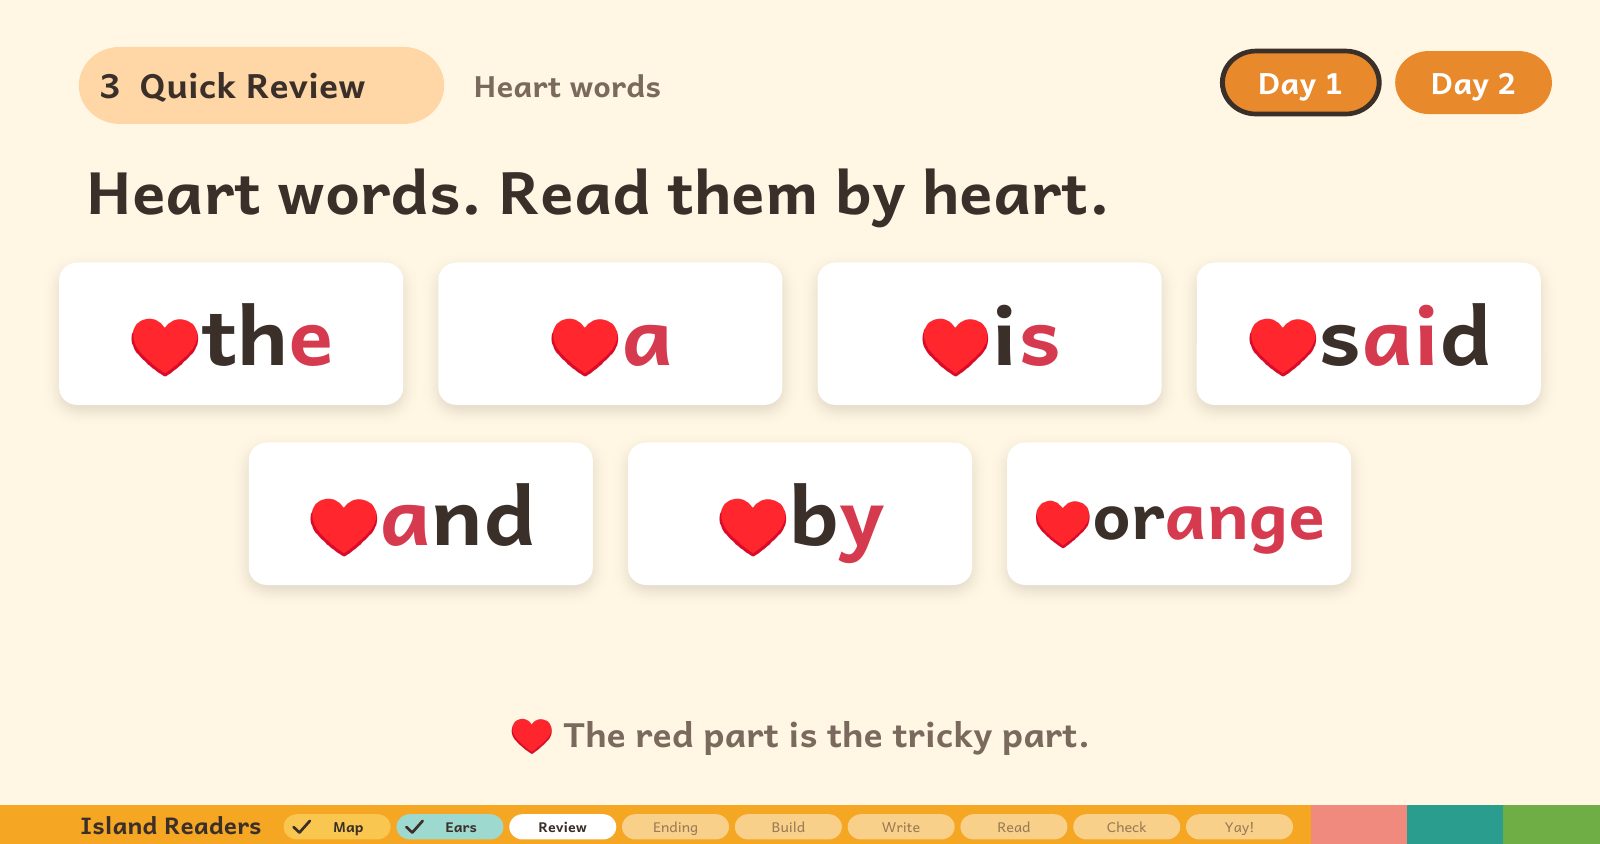 3 Quick Review
Heart words
Day 1
Day 2
Heart words. Read them by heart.
the
a
is
said
and
by
orange
The red part is the tricky part.
Island Readers
Map
Ears
Review
Ending
Build
Write
Read
Check
Yay!